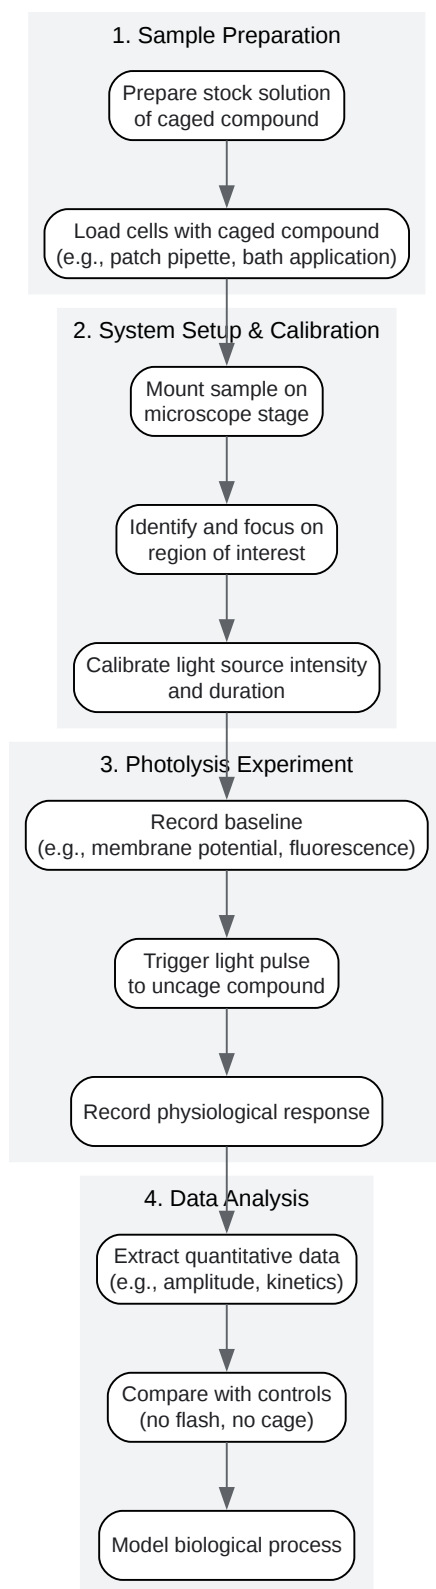 1. Sample Preparation
Prepare stock solution
of caged compound
Load cells with caged compound
(e.g., patch pipette, bath application)
2. System Setup & Calibration
Mount sample on
microscope stage
Identify and focus on
region of interest
Calibrate light source intensity
and duration
3. Photolysis Experiment
Record baseline
(e.g., membrane potential, fluorescence)
Trigger light pulse
to uncage compound
Record physiological response
4. Data Analysis
Extract quantitative data
(e.g., amplitude, kinetics)
Compare with controls
(no flash, no cage)
Model biological process